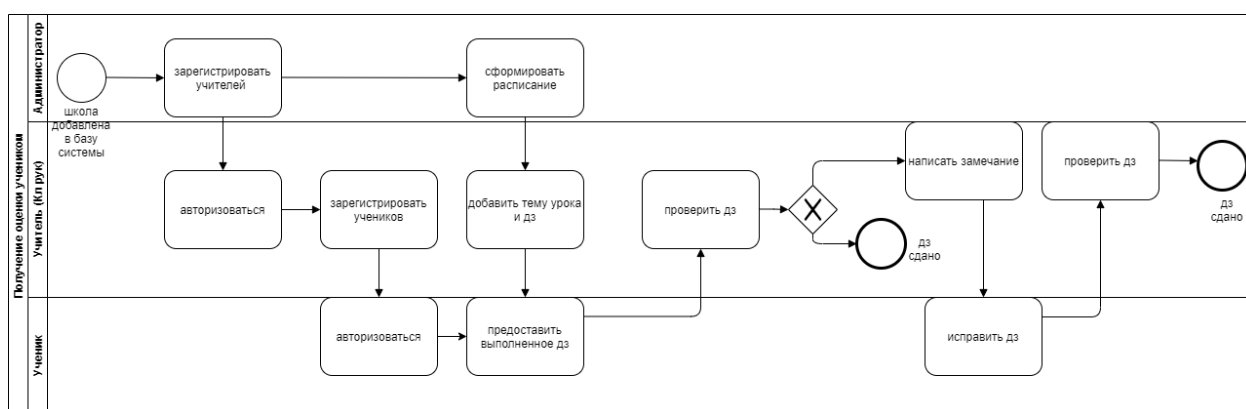 Получение оценки учеником
Администратор
школа
добавлена
в базу
системы
зарегистрировать
учителей
сформировать
расписание
Учитель (Кл рук)
авторизоваться
зарегистрировать
учеников
добавить тему урока
и дз
проверить дз
написать замечание
дз
сдано
проверить дз
дз
сдано
Ученик
авторизоваться
предоставить
выполненное дз
исправить дз